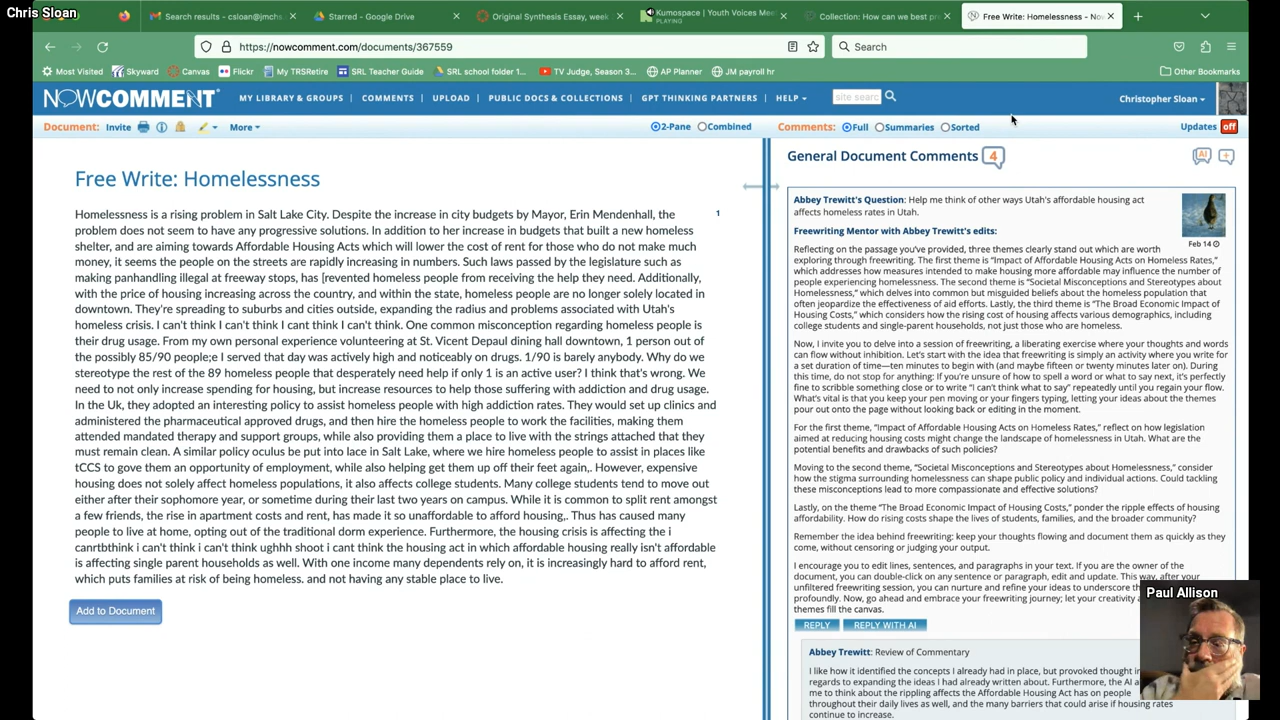 Chris Sloan
Search results - csloan@jmchs.
Starred - Google Drive
Original Synthesis Essay, week
Kumospace | Youth Voices Mee
PLAYING
Collection: How can we best pr
Free Write: Homelessness - No
https://nowcomment.com/documents/367559
Search
Most Visited
Skyward
Canvas
Flickr
My TRSRetire
SRL Teacher Guide
SRL school folder 1...
TV Judge, Season 3...
AP Planner
JM payroll hr
Other Bookmarks
NOWCOMMENT
MY LIBRARY & GROUPS
COMMENTS
UPLOAD
PUBLIC DOCS & COLLECTIONS
GPT THINKING PARTNERS
HELP
site searc
Christopher Sloan
Document: Invite
More
2-Pane
Combined
Comments:
Full
Summaries
Sorted
Updates
off
Free Write: Homelessness
Homelessness is a rising problem in Salt Lake City. Despite the increase in city budgets by Mayor, Erin Mendenhall, the
1
problem does not seem to have any progressive solutions. In addition to her increase in budgets that built a new homeless
shelter, and are aiming towards Affordable Housing Acts which will lower the cost of rent for those who do not make much
money, it seems the people on the streets are rapidly increasing in numbers. Such laws passed by the legislature such as
making panhandling illegal at freeway stops, has [revented homeless people from receiving the help they need. Additionally,
with the price of housing increasing across the country, and within the state, homeless people are no longer solely located in
downtown. They're spreading to suburbs and cities outside, expanding the radius and problems associated with Utah's
homeless crisis. I can't think I can't think I cant think I can't think. One common misconception regarding homeless people is
their drug usage. From my own personal experience volunteering at St. Vicent Depaul dining hall downtown, 1 person out of
the possibly 85/90 people;e I served that day was actively high and noticeably on drugs. 1/90 is barely anybody. Why do we
stereotype the rest of the 89 homeless people that desperately need help if only 1 is an active user? I think that's wrong. We
need to not only increase spending for housing, but increase resources to help those suffering with addiction and drug usage.
In the Uk, they adopted an interesting policy to assist homeless people with high addiction rates. They would set up clinics and
administered the pharmaceutical approved drugs, and then hire the homeless people to work the facilities, making them
attended mandated therapy and support groups, while also providing them a place to live with the strings attached that they
must remain clean. A similar policy oculus be put into lace in Salt Lake, where we hire homeless people to assist in places like
tCCS to gove them an opportunity of employment, while also helping get them up off their feet again,. However, expensive
housing does not solely affect homeless populations, it also affects college students. Many college students tend to move out
either after their sophomore year, or sometime during their last two years on campus. While it is common to split rent amongst
a few friends, the rise in apartment costs and rent, has made it so unaffordable to afford housing,. Thus has caused many
people to live at home, opting out of the traditional dorm experience. Furthermore, the housing crisis is affecting the i
canrtbthink i can't think i can't think ughhh shoot i cant think the housing act in which affordable housing really isn't affordable
is affecting single parent households as well. With one income many dependents rely on, it is increasingly hard to afford rent,
which puts families at risk of being homeless. and not having any stable place to live.
Add to Document
General Document Comments
4
AI
Abbey Trewitt's Question: Help me think of other ways Utah's affordable housing act
affects homeless rates in Utah.
Feb 14
Freewriting Mentor with Abbey Trewitt's edits:
Reflecting on the passage you've provided, three themes clearly stand out which are worth
exploring through freewriting. The first theme is "Impact of Affordable Housing Acts on Homeless Rates,"
which addresses how measures intended to make housing more affordable may influence the number of
people experiencing homelessness. The second theme is "Societal Misconceptions and Stereotypes about
Homelessness," which delves into common but misguided beliefs about the homeless population that
often jeopardize the effectiveness of aid efforts. Lastly, the third theme is "The Broad Economic Impact of
Housing Costs," which considers how the rising cost of housing affects various demographics, including
college students and single-parent households, not just those who are homeless.
Now, I invite you to delve into a session of freewriting, a liberating exercise where your thoughts and words
can flow without inhibition. Let's start with the idea that freewriting is simply an activity where you write for
a set duration of time—ten minutes to begin with (and maybe fifteen or twenty minutes later on). During
this time, do not stop for anything: if you're unsure of how to spell a word or what to say next, it's perfectly
fine to scribble something close or to write "I can't think what to say" repeatedly until you regain your flow.
What's vital is that you keep your pen moving or your fingers typing, letting your ideas about the themes
pour out onto the page without looking back or editing in the moment.
For the first theme, "Impact of Affordable Housing Acts on Homeless Rates," reflect on how legislation
aimed at reducing housing costs might change the landscape of homelessness in Utah. What are the
potential benefits and drawbacks of such policies?
Moving to the second theme, "Societal Misconceptions and Stereotypes about Homelessness," consider
how the stigma surrounding homelessness can shape public policy and individual actions. Could tackling
these misconceptions lead to more compassionate and effective solutions?
Lastly, on the theme "The Broad Economic Impact of Housing Costs," ponder the ripple effects of housing
affordability. How do rising costs shape the lives of students, families, and the broader community?
Remember the idea behind freewriting: keep your thoughts flowing and document them as quickly as they
come, without censoring or judging your output.
I encourage you to edit lines, sentences, and paragraphs in your text. If you are the owner of the
document, you can double-click on any sentence or paragraph, edit and update. This way, after your
unfiltered freewriting session, you can nurture and refine your ideas to underscore th
profoundly. Now, go ahead and embrace your freewriting journey; let your creativity a
themes fill the canvas.
REPLY
REPLY WITH AI
Abbey Trewitt: Review of Commentary
I like how it identified the concepts I already had in place, but provoked thought in
regards to expanding the ideas I had already written about. Furthermore, the AI a
me to think about the rippling affects the Affordable Housing Act has on people
throughout their daily lives as well, and the many barriers that could arise if housing rates
continue to increase.
Paul Allison